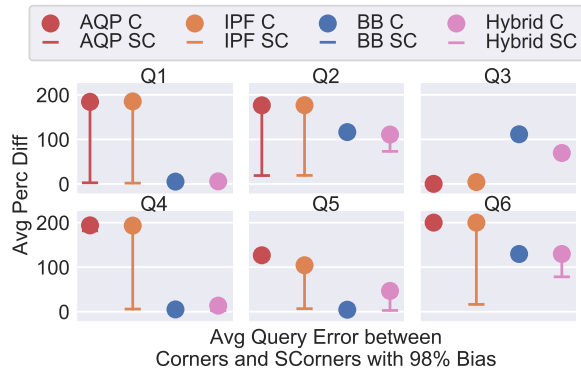 AQP C IPF C BB C Hybrid C
AQP SC IPF SC BB SC Hybrid SC
Q1 Q2 Q3
200
100
0
Avg Perc Diff
Q4 Q5 Q6
200
100
0
Avg Query Error between
Corners and SCorners with 98% Bias